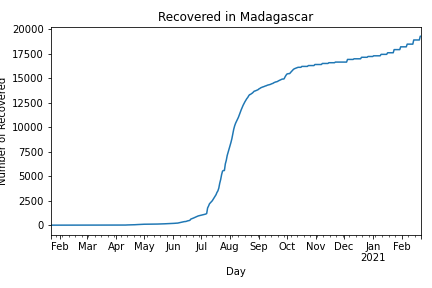 Recovered in Madagascar
Number of Recovered
20000
17500
15000
12500
10000
7500
5000
2500
0
Feb Mar Apr May Jun Jul Aug Sep Oct Nov Dec Jan Feb
2021
Day